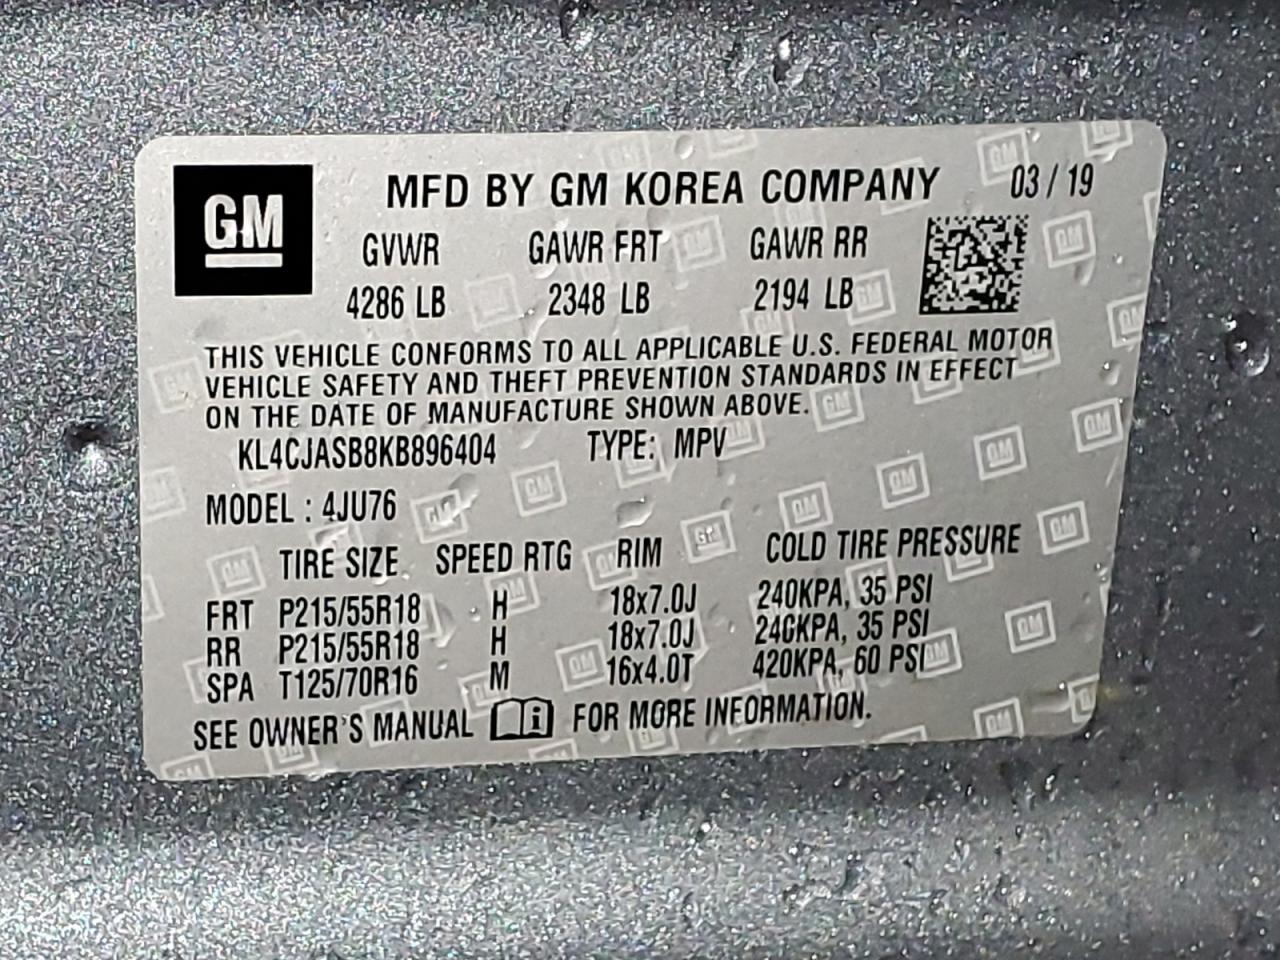 GM
MFD BY GM KOREA COMPANY 03 / 19
GVWR GAWR FRT GAWR RR
4286 LB 2348 LB 2194 LB
THIS VEHICLE CONFORMS TO ALL APPLICABLE U.S. FEDERAL MOTOR
VEHICLE SAFETY AND THEFT PREVENTION STANDARDS IN EFFECT
ON THE DATE OF MANUFACTURE SHOWN ABOVE.
KL4CJASB8KB896404 TYPE: MPV
MODEL : 4JU76
TIRE SIZE SPEED RTG RIM COLD TIRE PRESSURE
FRT P215/55R18 H 18x7.0J 240KPA, 35 PSI
RR P215/55R18 H 18x7.0J 240KPA, 35 PSI
SPA T125/70R16 M 16x4.0T 420KPA, 60 PSI
SEE OWNER'S MANUAL i FOR MORE INFORMATION.